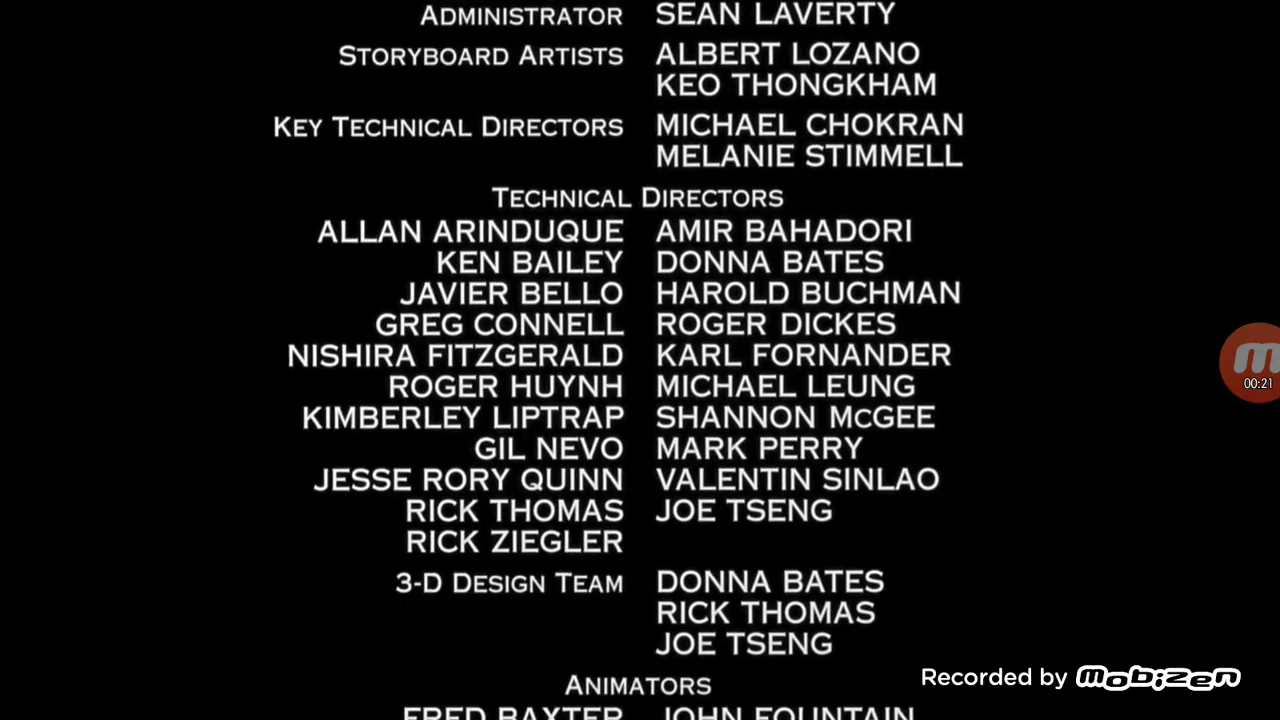 ADMINISTRATOR SEAN LAVERTY
STORYBOARD ARTISTS ALBERT LOZANO
KEO THONGKHAM
KEY TECHNICAL DIRECTORS MICHAEL CHOKRAN
MELANIE STIMMELL
TECHNICAL DIRECTORS
ALLAN ARINDUQUE AMIR BAHADORI
KEN BAILEY DONNA BATES
JAVIER BELLO HAROLD BUCHMAN
GREG CONNELL ROGER DICKES
NISHIRA FITZGERALD KARL FORNANDER
ROGER HUYNH MICHAEL LEUNG
KIMBERLEY LIPTRAP SHANNON McGEE
GIL NEVO MARK PERRY
JESSE RORY QUINN VALENTIN SINLAO
RICK THOMAS JOE TSENG
RICK ZIEGLER
3-D DESIGN TEAM DONNA BATES
RICK THOMAS
JOE TSENG
ANIMATORS
FRED BAXTER JOHN FOUNTAIN
00:21
Recorded by mobizen